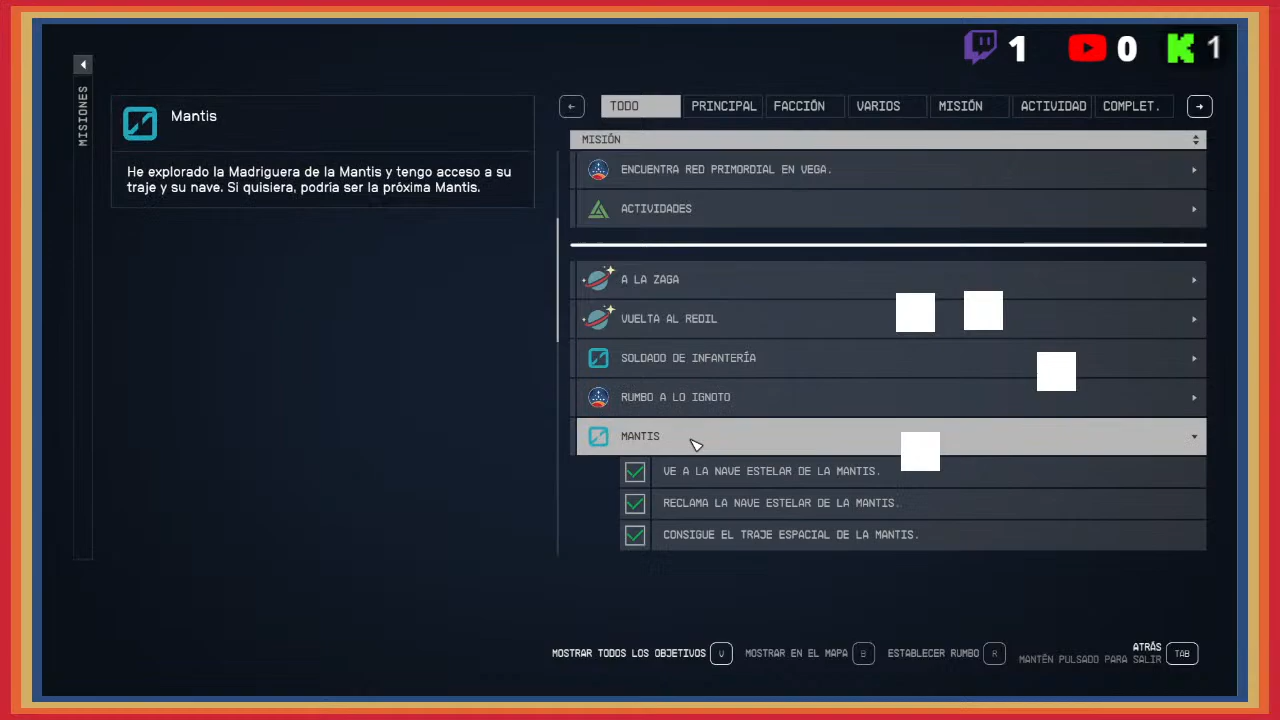 1
0
1
MISIONES
Mantis
He explorado la Madriguera de la Mantis y tengo acceso a su
traje y su nave. Si quisiera, podría ser la próxima Mantis.
TODO
PRINCIPAL
FACCIÓN
VARIOS
MISIÓN
ACTIVIDAD
COMPLET.
MISIÓN
ENCUENTRA RED PRIMORDIAL EN VEGA.
ACTIVIDADES
A LA ZAGA
VUELTA AL REDIL
SOLDADO DE INFANTERÍA
RUMBO A LO IGNOTO
MANTIS
VE A LA NAVE ESTELAR DE LA MANTIS.
RECLAMA LA NAVE ESTELAR DE LA MANTIS.
CONSIGUE EL TRAJE ESPACIAL DE LA MANTIS.
MOSTRAR TODOS LOS OBJETIVOS V
MOSTRAR EN EL MAPA B
ESTABLECER RUMBO R
ATRÁS
MANTÉN PULSADO PARA SALIR
TAB